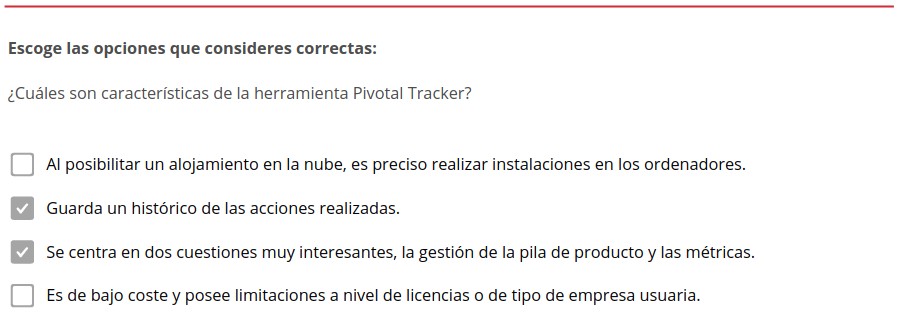 Escoge las opciones que consideres correctas:
¿Cuáles son características de la herramienta Pivotal Tracker?
Al posibilitar un alojamiento en la nube, es preciso realizar instalaciones en los ordenadores.
Guarda un histórico de las acciones realizadas.
Se centra en dos cuestiones muy interesantes, la gestión de la pila de producto y las métricas.
Es de bajo coste y posee limitaciones a nivel de licencias o de tipo de empresa usuaria.